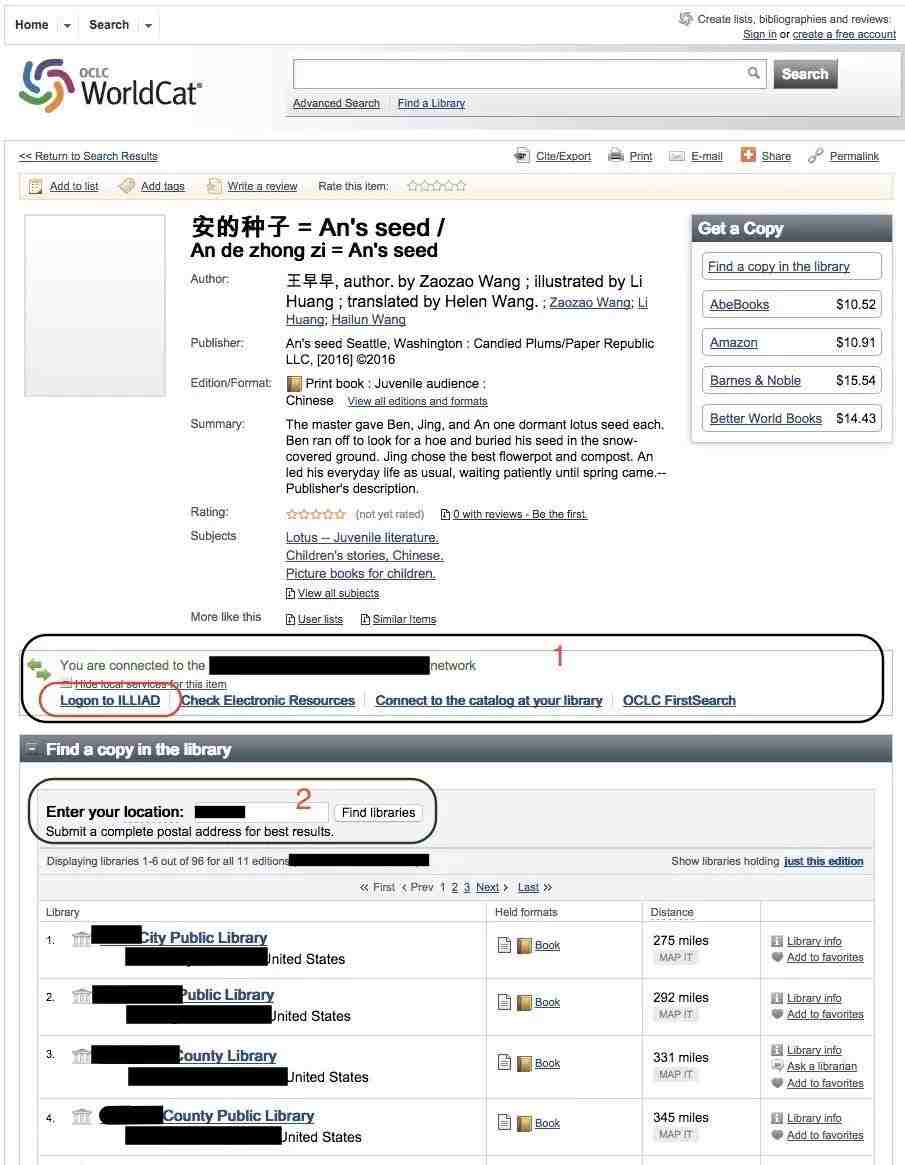 Home Search
Create lists, bibliographies and reviews:
Sign in or create a free account
OCLC
WorldCat®
Search
Advanced Search Find a Library
<< Return to Search Results
Cite/Export Print E-mail Share Permalink
Add to list Add tags Write a review Rate this item:
安的种子 = An's seed /
An de zhong zi = An's seed
Author: 王早早, author. by Zaozao Wang ; illustrated by Li
Huang ; translated by Helen Wang. ; Zaozao Wang; Li
Huang; Hailun Wang
Publisher: An's seed Seattle, Washington : Candied Plums/Paper Republic
LLC, [2016] ©2016
Edition/Format: Print book : Juvenile audience :
Chinese View all editions and formats
Summary: The master gave Ben, Jing, and An one dormant lotus seed each.
Ben ran off to look for a hoe and buried his seed in the snow-
covered ground. Jing chose the best flowerpot and compost. An
led his everyday life as usual, waiting patiently until spring came.--
Publisher's description.
Rating: (not yet rated) 0 with reviews - Be the first.
Subjects Lotus -- Juvenile literature.
Children's stories, Chinese.
Picture books for children.
View all subjects
More like this User lists Similar Items
Get a Copy
Find a copy in the library
AbeBooks $10.52
Amazon $10.91
Barnes & Noble $15.54
Better World Books $14.43
1
You are connected to the network
Hide local services for this item
Logon to ILLIAD Check Electronic Resources Connect to the catalog at your library OCLC FirstSearch
Find a copy in the library
2
Enter your location: Find libraries
Submit a complete postal address for best results.
Displaying libraries 1-6 out of 96 for all 11 editions
Show libraries holding just this edition
« First < Prev 1 2 3 Next > Last »
Library Held formats Distance
1. City Public Library Book 275 miles Library info
United States MAP IT Add to favorites
2. Public Library Book 292 miles Library info
United States MAP IT Add to favorites
3. County Library Book 331 miles Library info
Ask a librarian
United States MAP IT Add to favorites
4. County Public Library Book 345 miles Library info
United States MAP IT Add to favorites